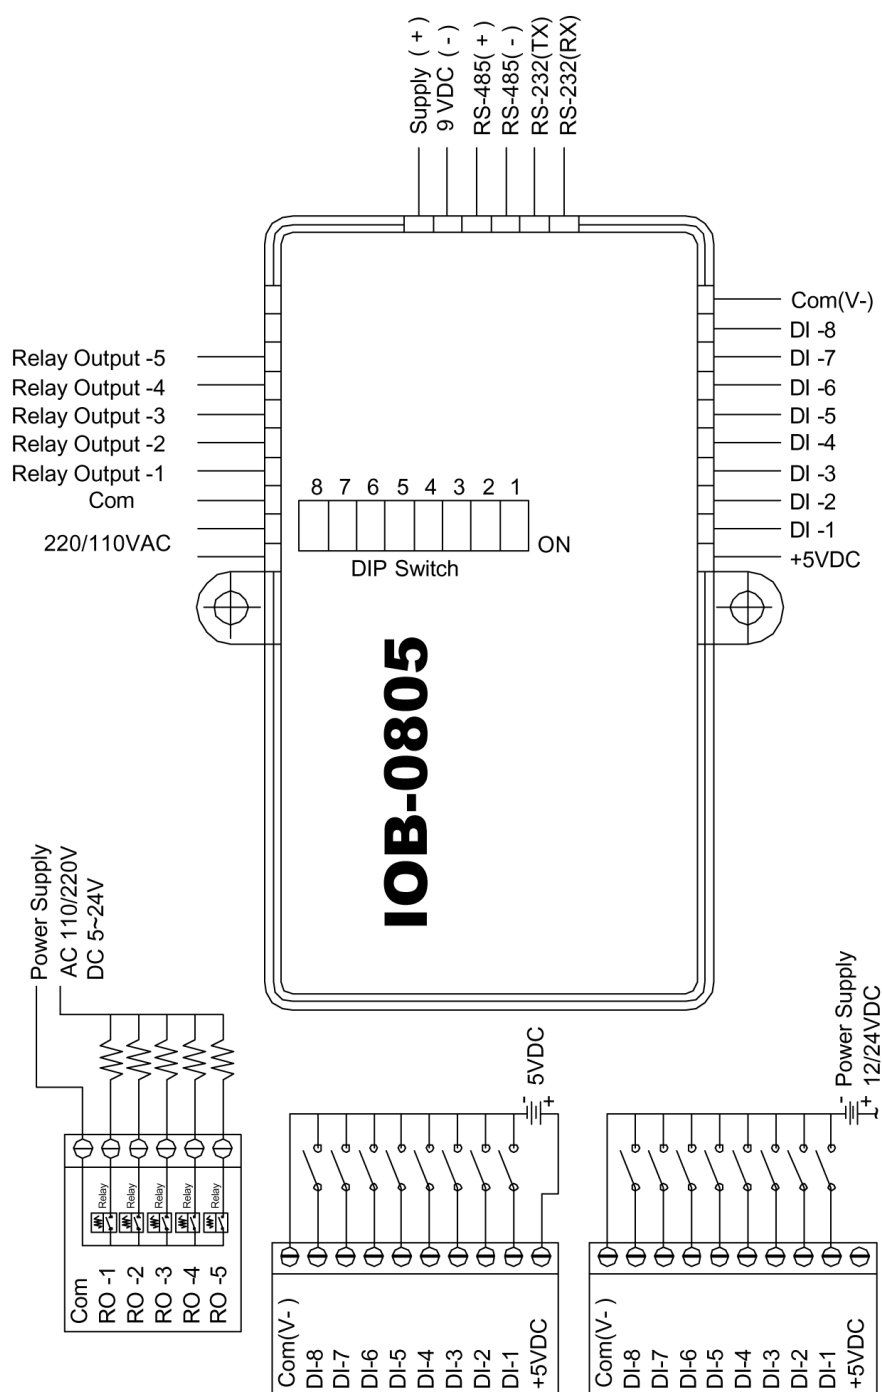 Supply ( + )
9 VDC ( - )
RS-485( + )
RS-485( - )
RS-232(TX)
RS-232(RX)
Relay Output -5
Relay Output -4
Relay Output -3
Relay Output -2
Relay Output -1
Com
220/110VAC
Com(V-)
DI -8
DI -7
DI -6
DI -5
DI -4
DI -3
DI -2
DI -1
+5VDC
8 7 6 5 4 3 2 1
ON
DIP Switch
IOB-0805
Power Supply
AC 110/220V
DC 5~24V
Relay
Relay
Relay
Relay
Relay
Com
RO -1
RO -2
RO -3
RO -4
RO -5
- +
5VDC
Com(V- )
DI-8
DI-7
DI-6
DI-5
DI-4
DI-3
DI-2
DI-1
+5VDC
- +
~
Power Supply
12/24VDC
Com(V- )
DI-8
DI-7
DI-6
DI-5
DI-4
DI-3
DI-2
DI-1
+5VDC